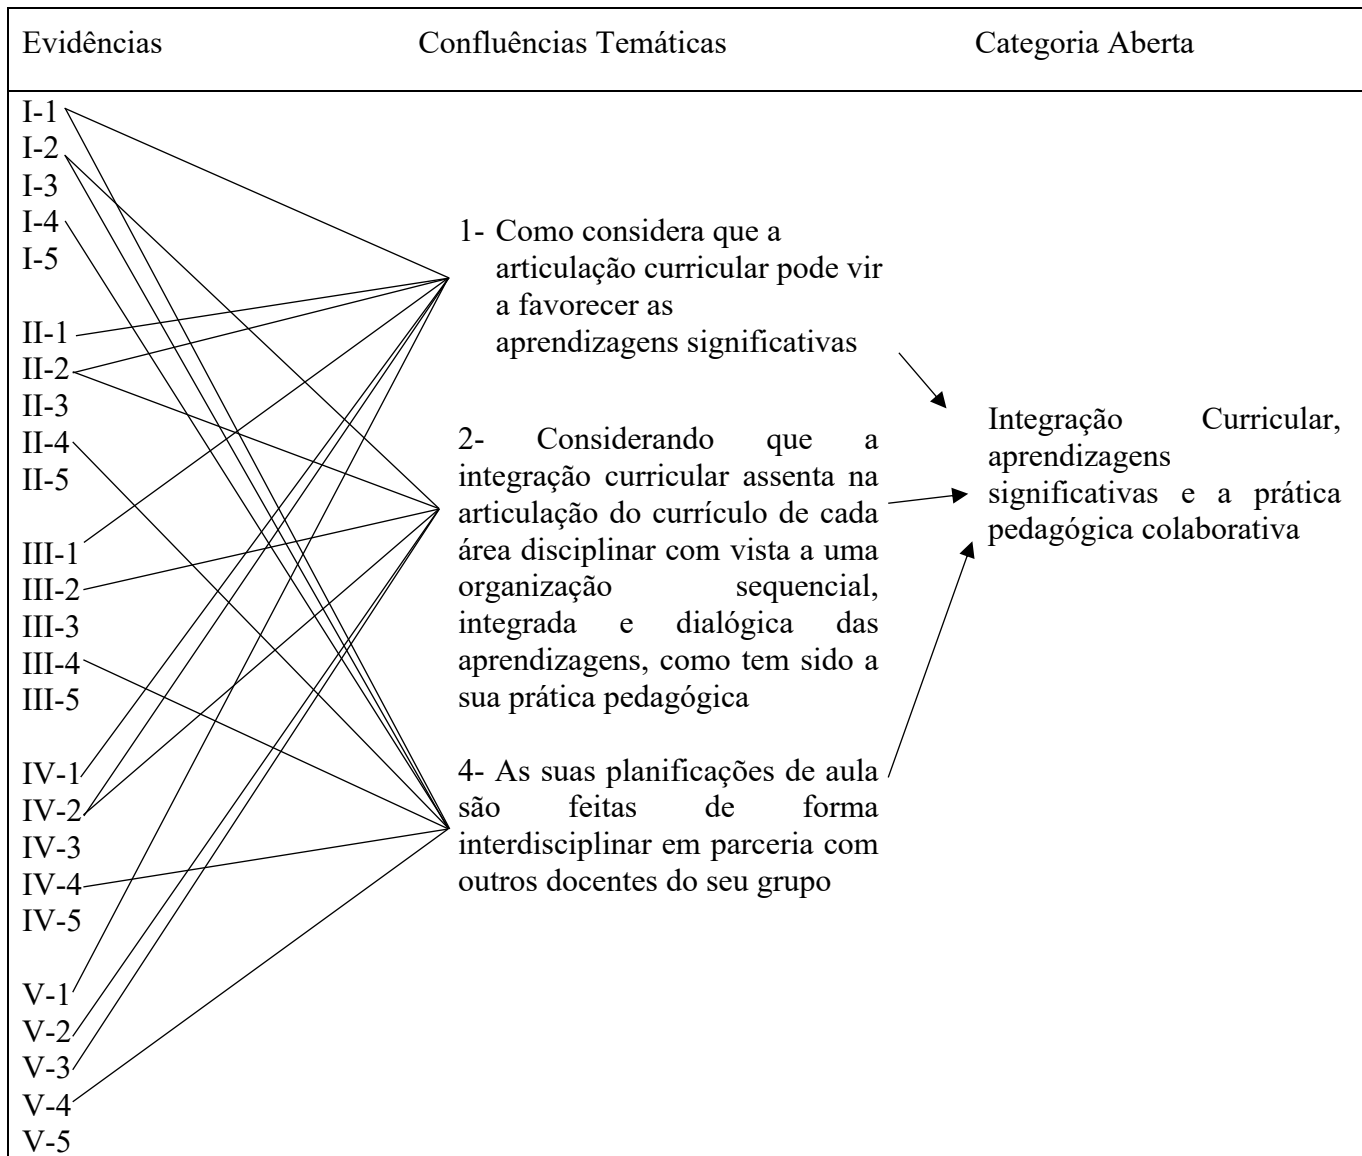 Evidências Confluências Temáticas Categoria Aberta
I-1
I-2
I-3
I-4
I-5
II-1
II-2
II-3
II-4
II-5
III-1
III-2
III-3
III-4
III-5
IV-1
IV-2
IV-3
IV-4
IV-5
V-1
V-2
V-3
V-4
V-5
1- Como considera que a
articulação curricular pode vir
a favorecer as
aprendizagens significativas
2- Considerando que a
integração curricular assenta na
articulação do currículo de cada
área disciplinar com vista a uma
organização sequencial,
integrada e dialógica das
aprendizagens, como tem sido a
sua prática pedagógica
4- As suas planificações de aula
são feitas de forma
interdisciplinar em parceria com
outros docentes do seu grupo
Integração Curricular,
aprendizagens
significativas e a prática
pedagógica colaborativa